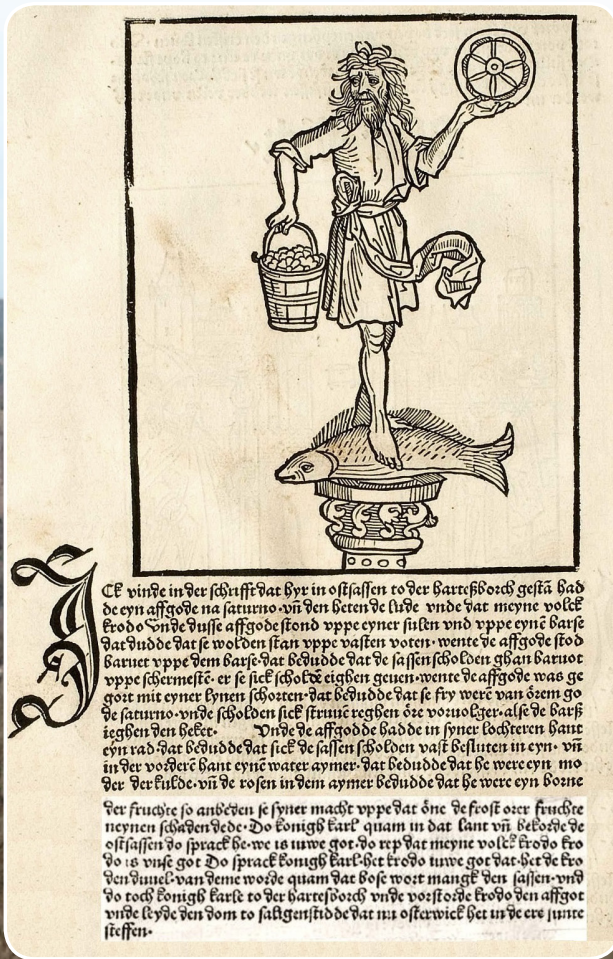 JCk vinde in der schrifft dat hyr in ostsassen to der harteßborch gestã had
de eyn affgode na saturno· vñ den heten de lude vnde dat meyne volck
krodo Vnde dusse affgode stond vppe eyner sulen vnd vppe eynẽ barse
dat dudde dat se wolden stan vppe vasten voten· wente de affgode stod
baruet vppe dem barse· dat bedudde dat de sassen scholden ghan baruot
vppe schermestẽ· er se sick scholdẽ eighen geuen· wente de affgode was ge
gort mit eyner lynen schorten· dat bedudde dat se fry werẽ van õrem go
de saturno· vnde scholden sick struuẽ reghen õre voruolger· alse de barß
ieghen den heket· Vnde de affgodde hadde in syner lochteren hant
eyn rad· dat bedudde dat sick de sassen scholden vast besluten in eyn· vñ
in der vorderẽ hant eynẽ water aymer· dat bedudde dat he were eyn mo
der der kulde· vñ de rosen in dem aymer bedudde dat he were eyn borne
der fruchte so anbeden se syner macht vppe dat õne de frost orer fruchte
neynen schaden dede· Do konigh karl quam in dat lant vñ bekorde de
ostsassen do sprack he· we is iuwe got· do rep dat meyne volck krodo kro
do is vnse got Do sprack konigh karl· het krodo iuwe got dat· het de kro
den duuel· van deme worde quam dat bose wort mangk den sassen· vnd
do toch konigh karle to der hartesborch vnde vorstorde krodo den affgot
vnde leyde den dom to saligenstidde dat nu osterwick het in de ere sunte
steffen·